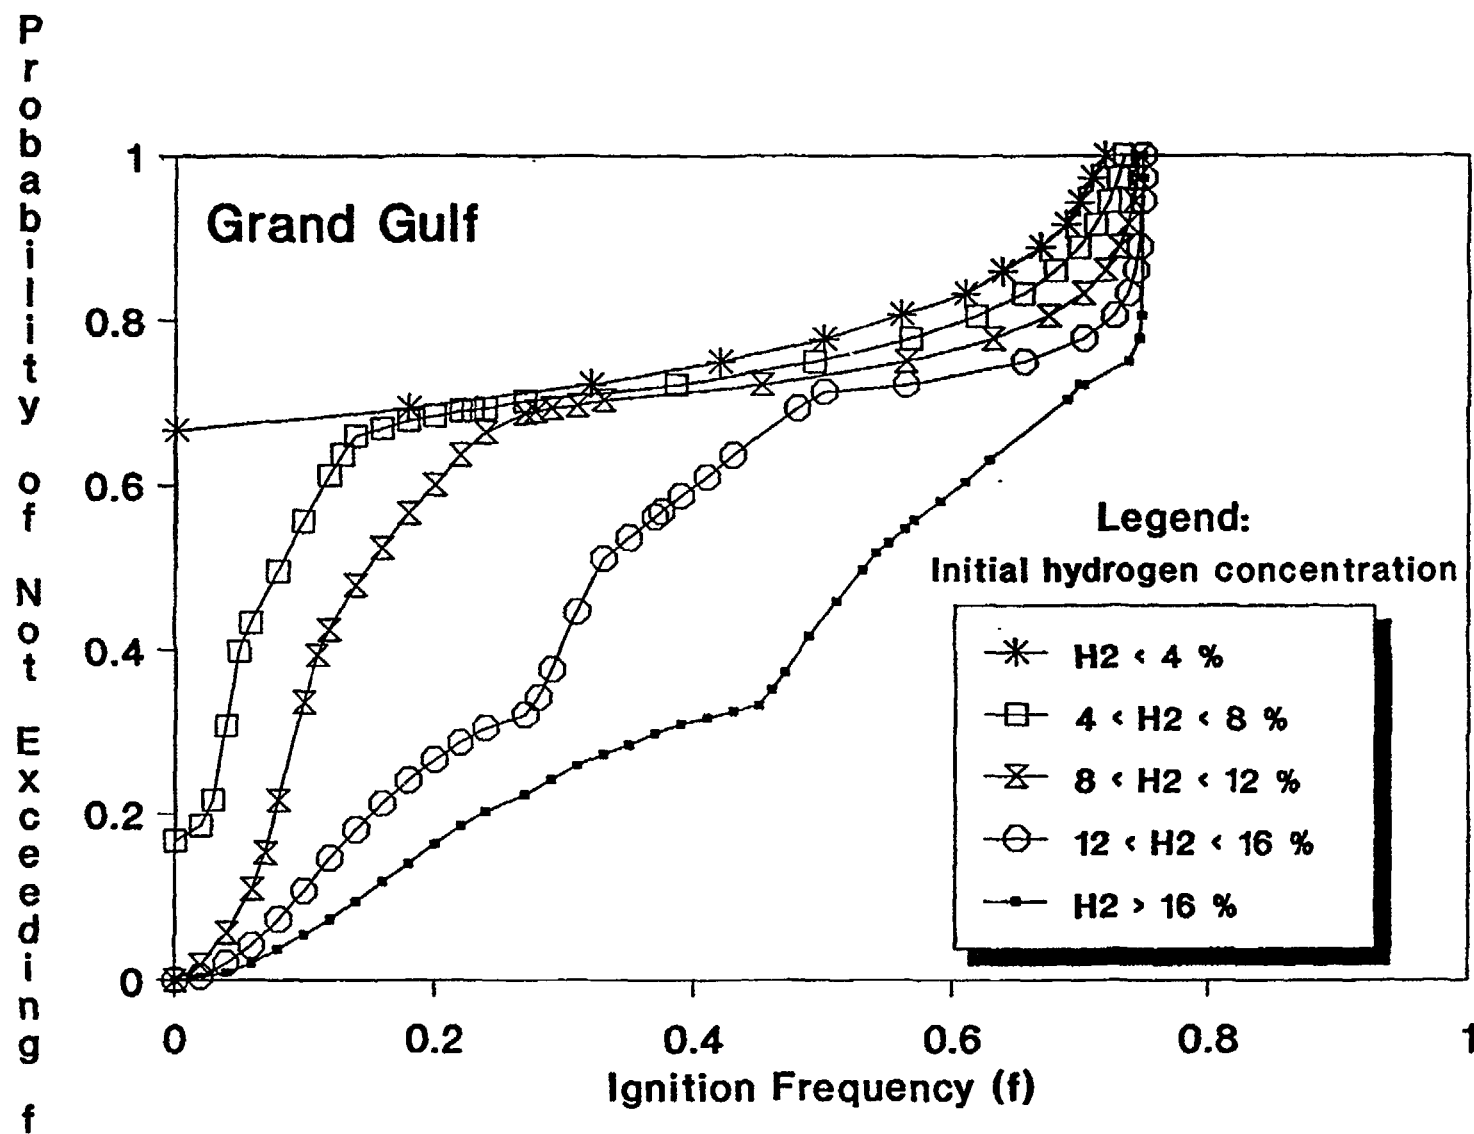 Probability of Not Exceeding f
Grand Gulf
1
0.8
0.6
0.4
0.2
0
0 0.2 0.4 0.6 0.8 1
Ignition Frequency (f)
Legend:
Initial hydrogen concentration
H2 < 4 %
4 < H2 < 8 %
8 < H2 < 12 %
12 < H2 < 16 %
H2 > 16 %